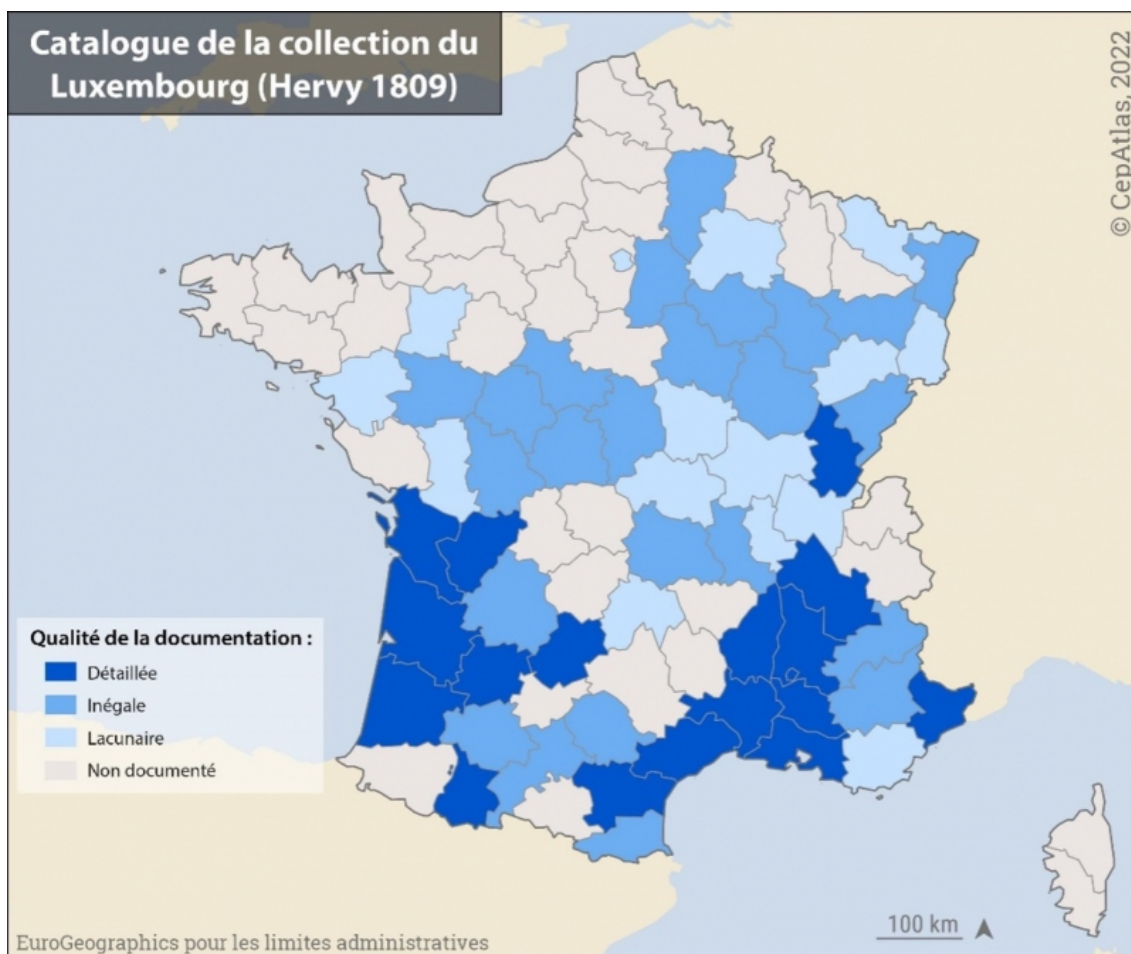 Catalogue de la collection du
Luxembourg (Hervy 1809)
© CepAtlas, 2022
Qualité de la documentation :
Détaillée
Inégale
Lacunaire
Non documenté
100 km
EuroGeographics pour les limites administratives